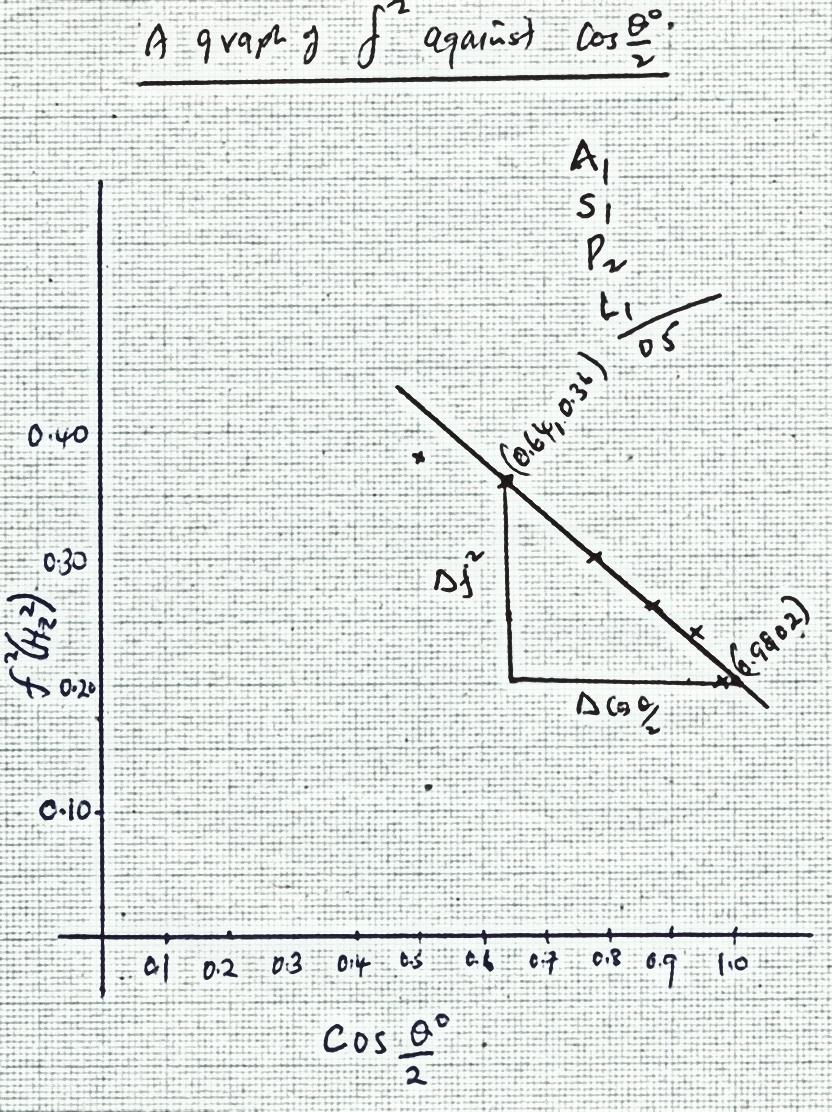 A graph of f² against Cos θ°/2
A₁
S₁
P₂
L₁
05
(0.64, 0.36)
0.40
0.30
Δf²
f²(Hz²)
0.20
(0.98,0.2)
ΔCos θ/2
0.10
0.1 0.2 0.3 0.4 0.5 0.6 0.7 0.8 0.9 1.0
Cos θ°/2